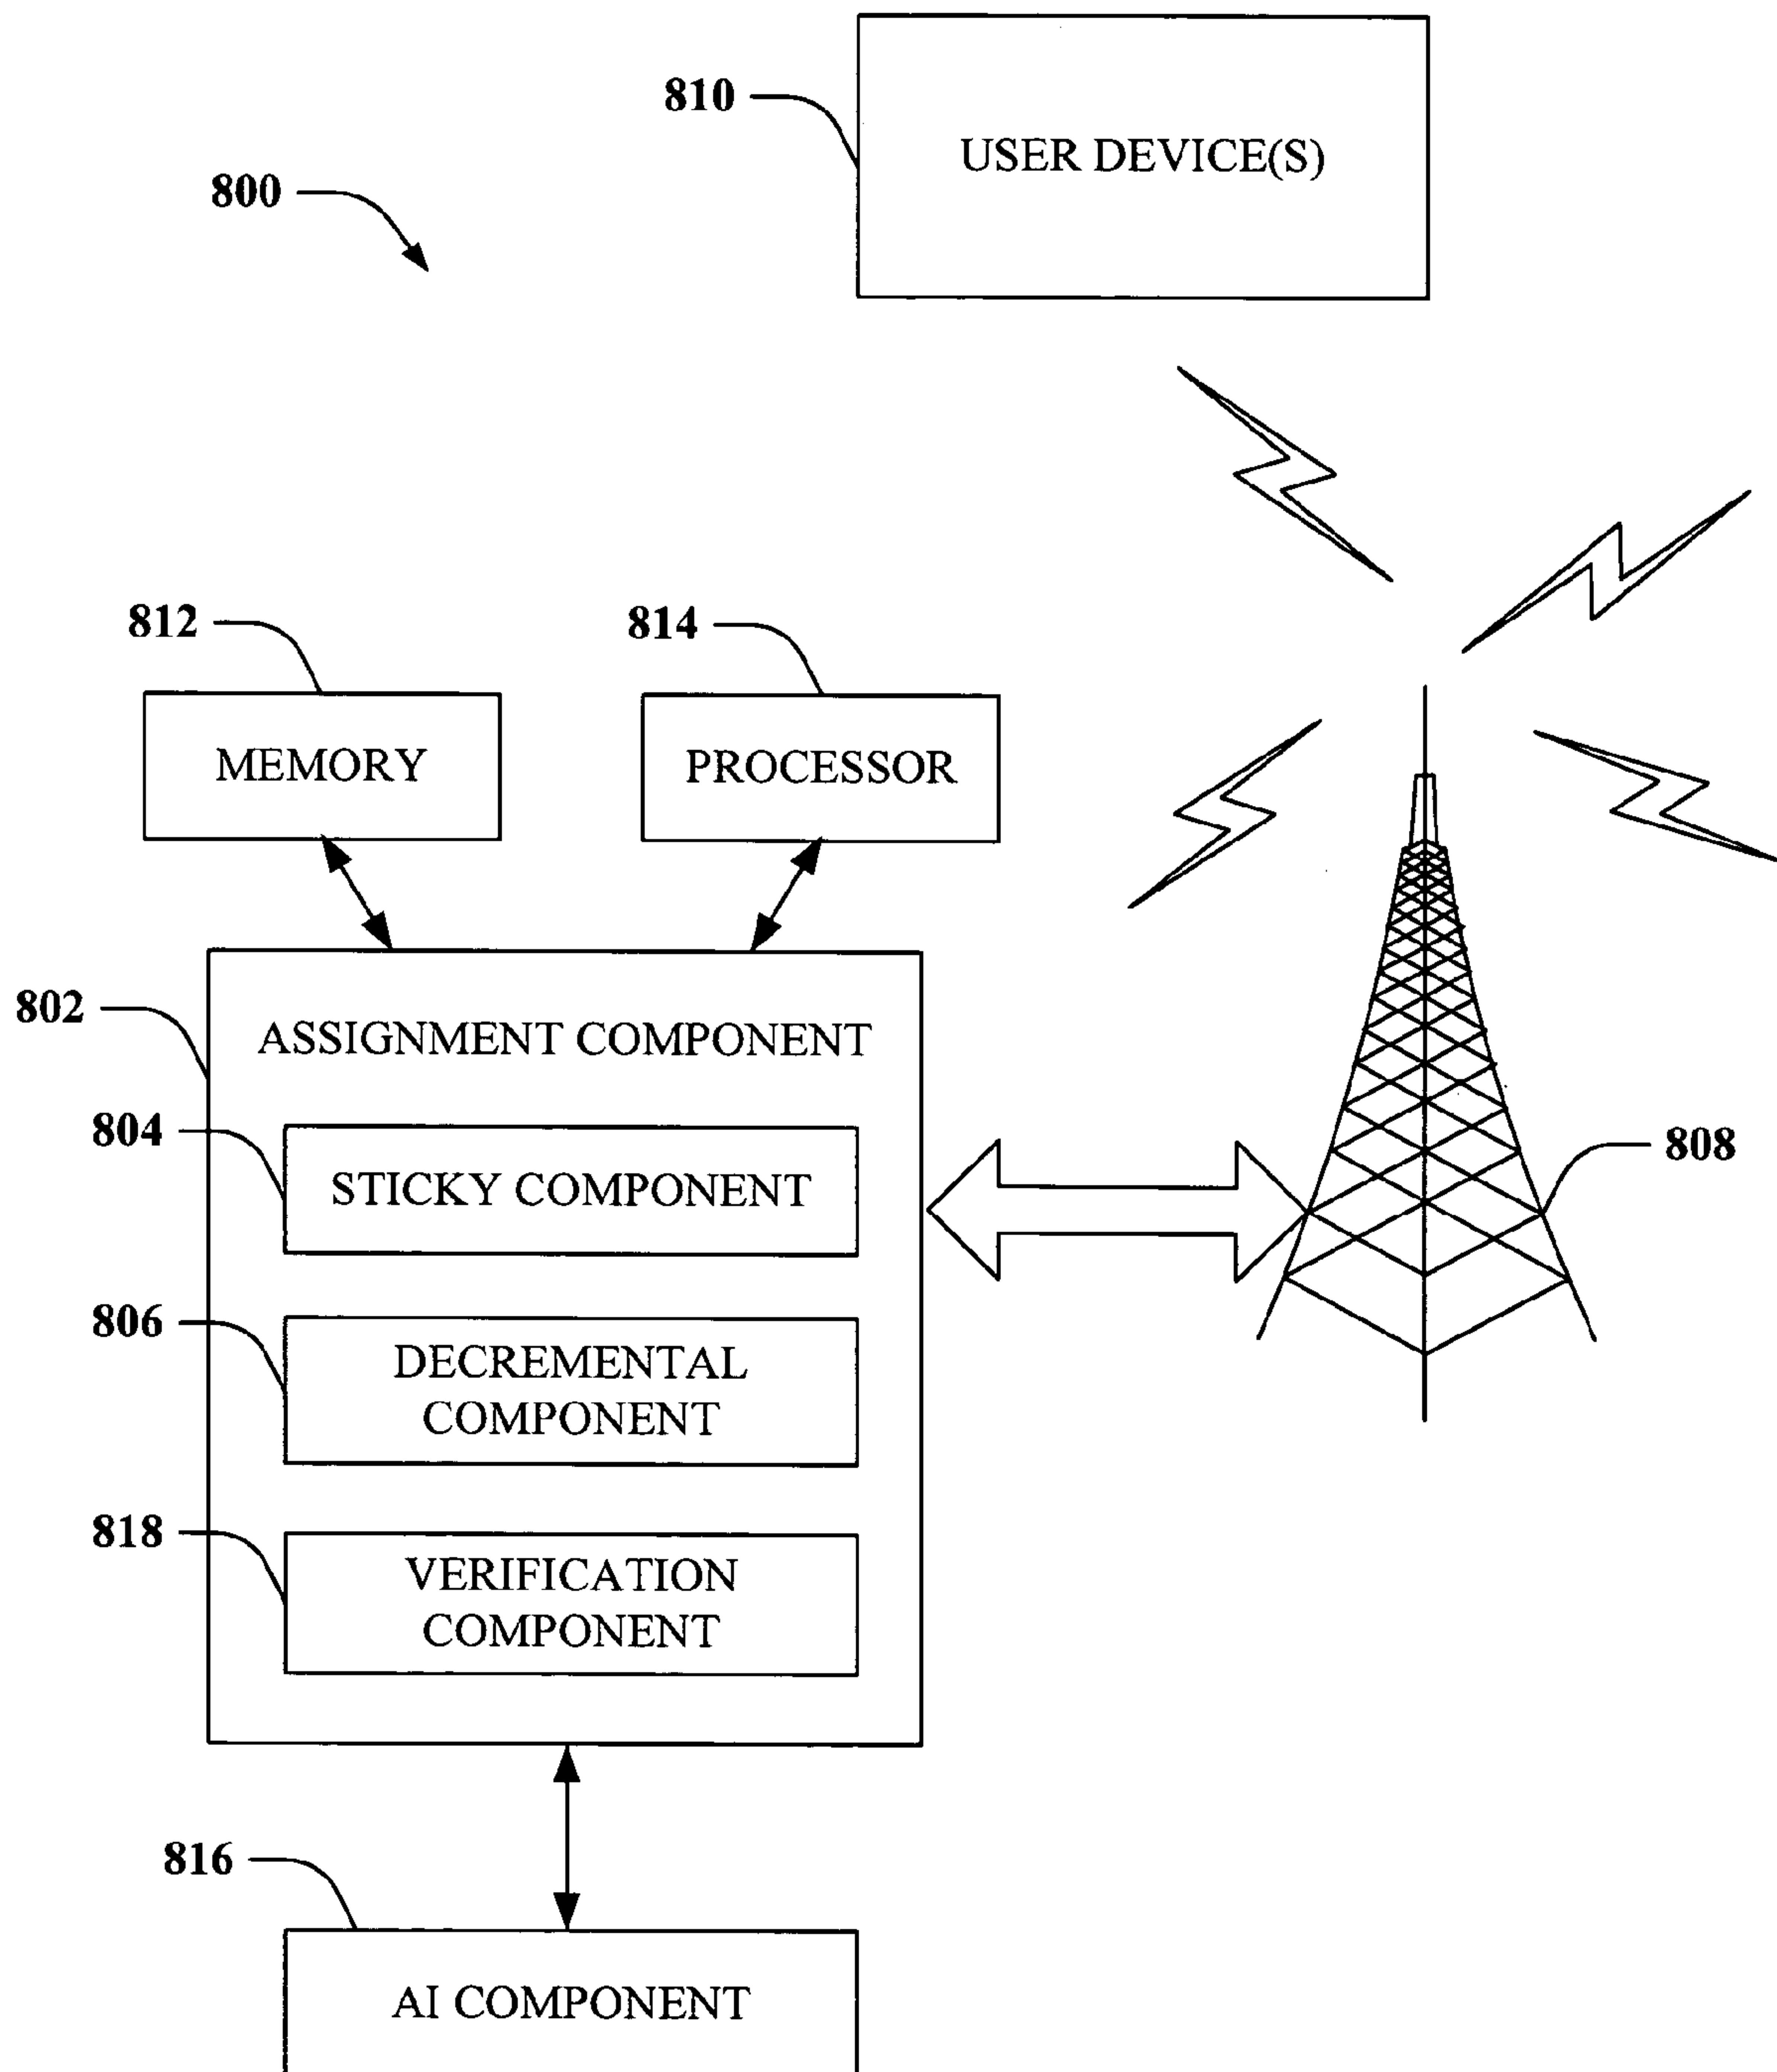 810
USER DEVICE(S)
800
812
814
MEMORY
PROCESSOR
802
ASSIGNMENT COMPONENT
804
STICKY COMPONENT
808
806
DECREMENTAL
COMPONENT
818
VERIFICATION
COMPONENT
816
AI COMPONENT